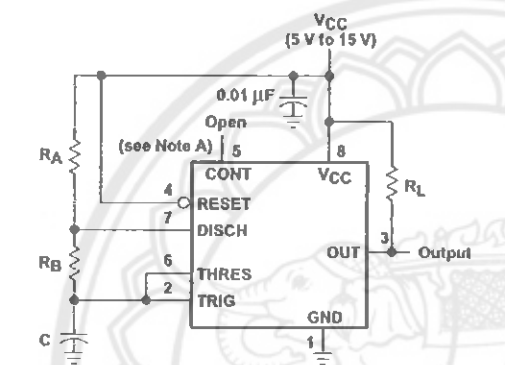 VCC
(5 V to 15 V)
0.01 µF
Open
(see Note A)
5
8
RA
CONT
VCC
RL
4
RESET
7
DISCH
3
OUT
Output
RB
6
THRES
2
TRIG
GND
C
1